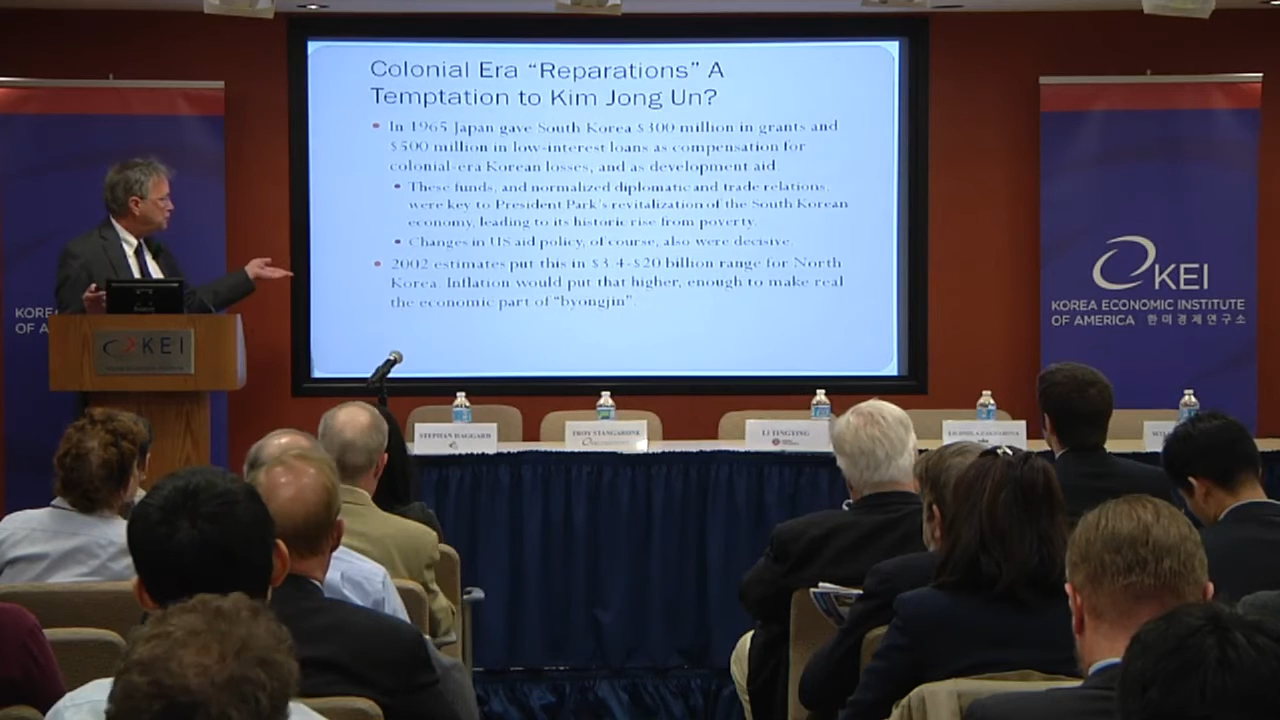 Colonial Era “Reparations” A
Temptation to Kim Jong Un?
• In 1965 Japan gave South Korea $300 million in grants and
$500 million in low-interest loans as compensation for
colonial-era Korean losses, and as development aid.
• These funds, and normalized diplomatic and trade relations,
were key to President Park’s revitalization of the South Korean
economy, leading to its historic rise from poverty.
• Changes in US aid policy, of course, also were decisive.
• 2002 estimates put this in $3.4-$20 billion range for North
Korea. Inflation would put that higher, enough to make real
the economic part of “byongjin”.
KORE
OF A
KEI
KEI
KOREA ECONOMIC INSTITUTE
OF AMERICA 한미경제연구소
STEPHAN HAGGARD
TROY STANGARONE
LI TINGTING